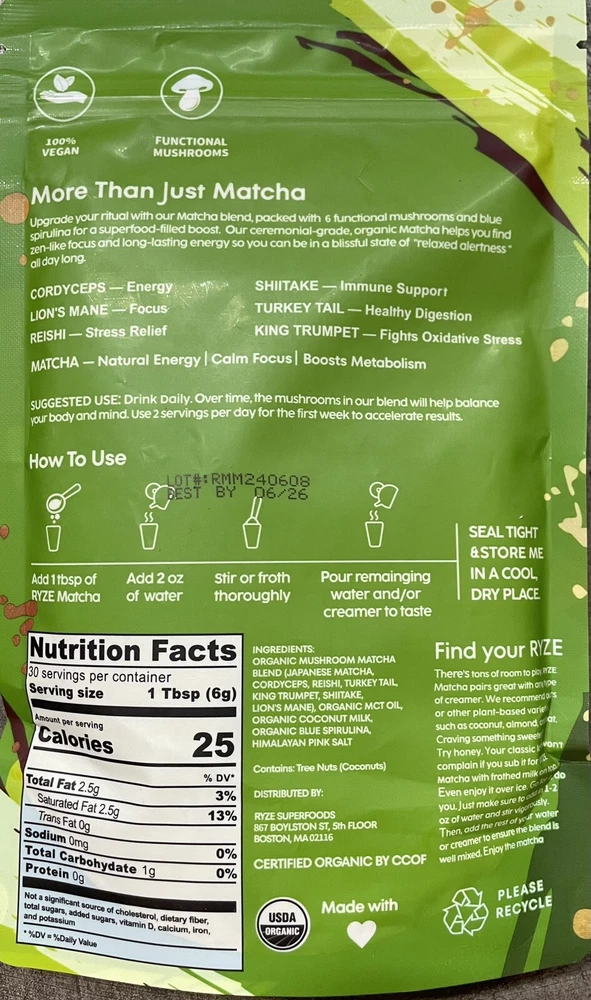 100%
VEGAN
FUNCTIONAL
MUSHROOMS
More Than Just Matcha
Upgrade your ritual with our Matcha blend, packed with 6 functional mushrooms and blue
spirulina for a superfood-filled boost. Our ceremonial-grade, organic Matcha helps you find
zen-like focus and long-lasting energy so you can be in a blissful state of "relaxed alertness"
all day long.
CORDYCEPS — Energy
LION'S MANE — Focus
REISHI — Stress Relief
SHIITAKE — Immune Support
TURKEY TAIL — Healthy Digestion
KING TRUMPET — Fights Oxidative Stress
MATCHA — Natural Energy | Calm Focus | Boosts Metabolism
SUGGESTED USE: Drink Daily. Over time, the mushrooms in our blend will help balance
your body and mind. Use 2 servings per day for the first week to accelerate results.
How To Use
LOT#:RMM240608
BEST BY 06/26
Add 1 tbsp of
RYZE Matcha
Add 2 oz
of water
Stir or froth
thoroughly
Pour remainging
water and/or
creamer to taste
SEAL TIGHT
& STORE ME
IN A COOL,
DRY PLACE.
Nutrition Facts
30 servings per container
Serving size 1 Tbsp (6g)
Amount per serving
Calories 25
% DV*
Total Fat 2.5g 3%
Saturated Fat 2.5g 13%
Trans Fat 0g
Sodium 0mg 0%
Total Carbohydate 1g 0%
Protein 0g
Not a significant source of cholesterol, dietary fiber,
total sugars, added sugars, vitamin D, calcium, iron,
and potassium
*%DV = %Daily Value
INGREDIENTS:
ORGANIC MUSHROOM MATCHA
BLEND (JAPANESE MATCHA,
CORDYCEPS, REISHI, TURKEY TAIL,
KING TRUMPET, SHIITAKE,
LION'S MANE), ORGANIC MCT OIL,
ORGANIC COCONUT MILK,
ORGANIC BLUE SPIRULINA,
HIMALAYAN PINK SALT
Contains: Tree Nuts (Coconuts)
DISTRIBUTED BY:
RYZE SUPERFOODS
867 BOYLSTON ST, 5th FLOOR
BOSTON, MA 02116
CERTIFIED ORGANIC BY CCOF
USDA
ORGANIC
Made with
Find your RYZE
There's tons of room to play. RYZE
Matcha pairs great with any type
of creamer. We recommend
or other plant-based
such as coconut, almond,
Craving something sweet
Try honey. Your classic
complain if you sub it for
Matcha with frothed milk on top.
Even enjoy it over ice.
you. Just make sure to 1-2
oz of water and stir vigorously.
Then, add the rest of your water
or creamer to ensure the blend is
well mixed. Enjoy the matcha
PLEASE
RECYCLE